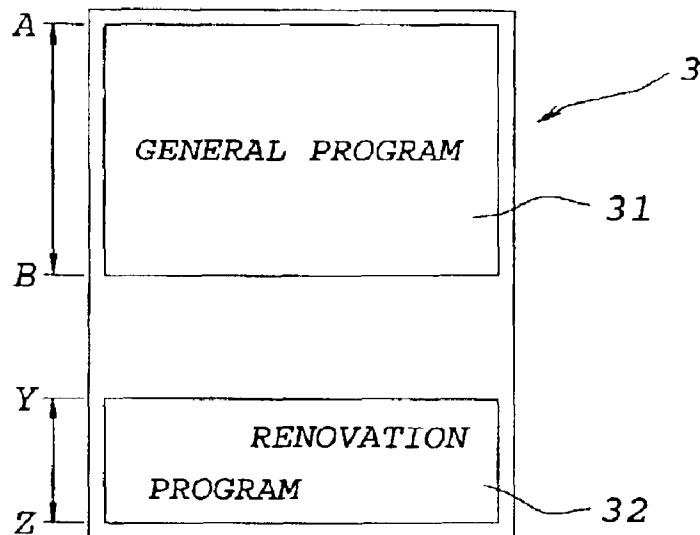 A
3
GENERAL PROGRAM
31
B
Y
RENOVATION
PROGRAM
32
Z